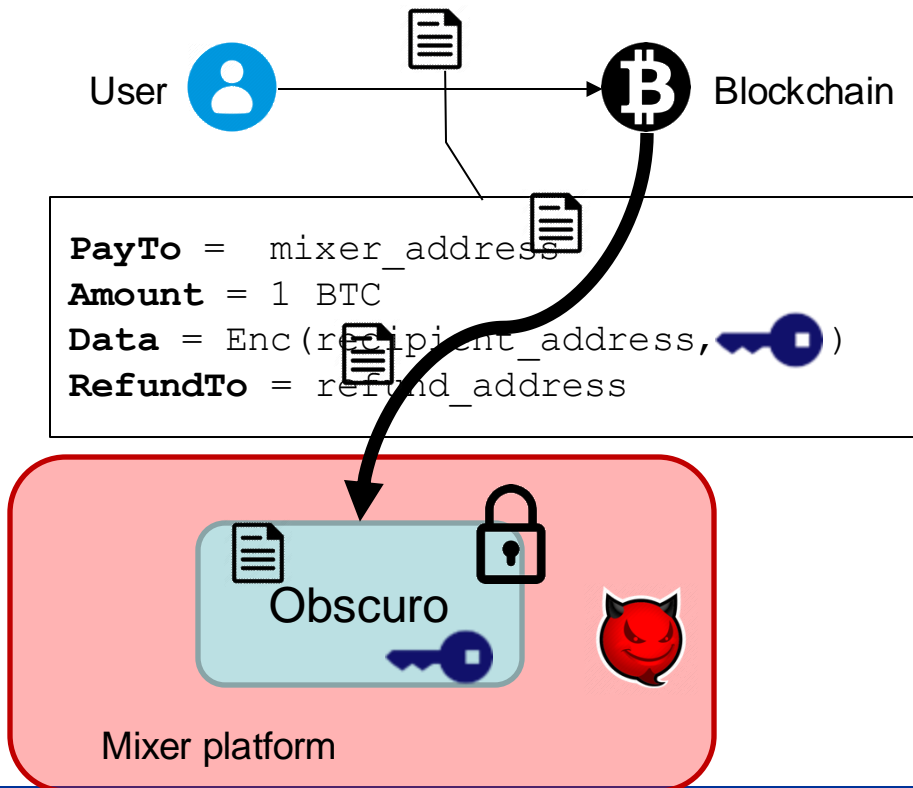 User
Blockchain
PayTo = mixer_address
Amount = 1 BTC
Data = Enc(recipient_address, )
RefundTo = refund_address
Obscuro
Mixer platform